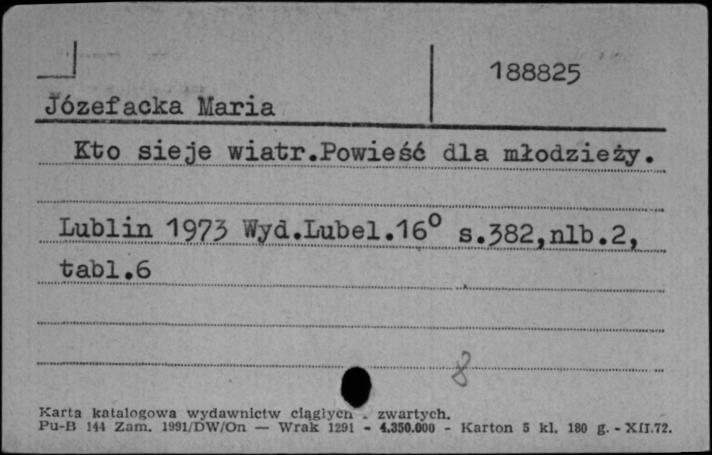 188825
Józefacka Maria
Kto sieje wiatr.Powieść dla młodzieży.
Lublin 1973 Wyd.Lubel.16° s.382,nlb.2,
tabl.6
8
Karta katalogowa wydawnictw ciągłych - zwartych.
Pu-B 144 Zam. 1991/DW/On — Wrak 1291 - 4.350.000 - Karton 5 kl. 180 g. - XII.72.